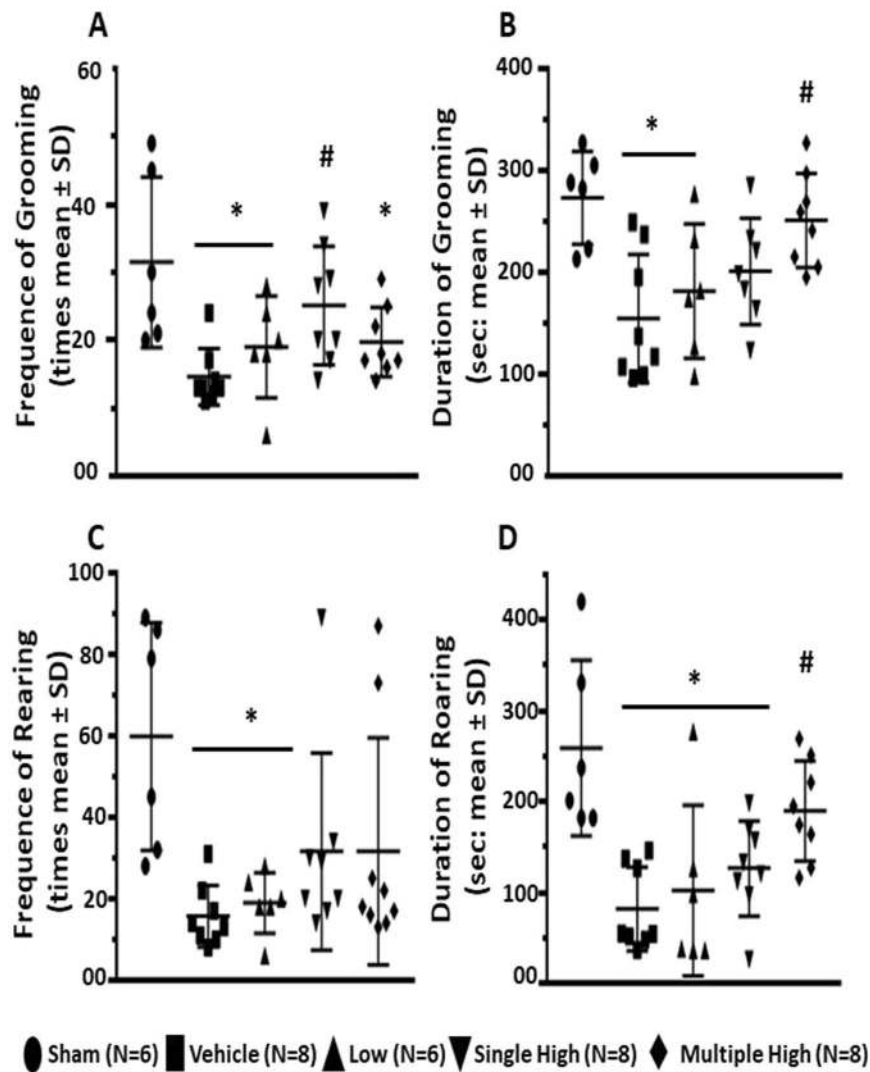 A
Frequence of Grooming
(times mean ± SD)
60
40
20
00
*
#
*
B
Duration of Grooming
(sec: mean ± SD)
400
300
200
100
00
*
#
C
Frequence of Rearing
(times mean ± SD)
100
80
60
40
20
00
*
D
Duration of Roaring
(sec: mean ± SD)
400
300
200
100
00
*
#
Sham (N=6) Vehicle (N=8) Low (N=6) Single High (N=8) Multiple High (N=8)